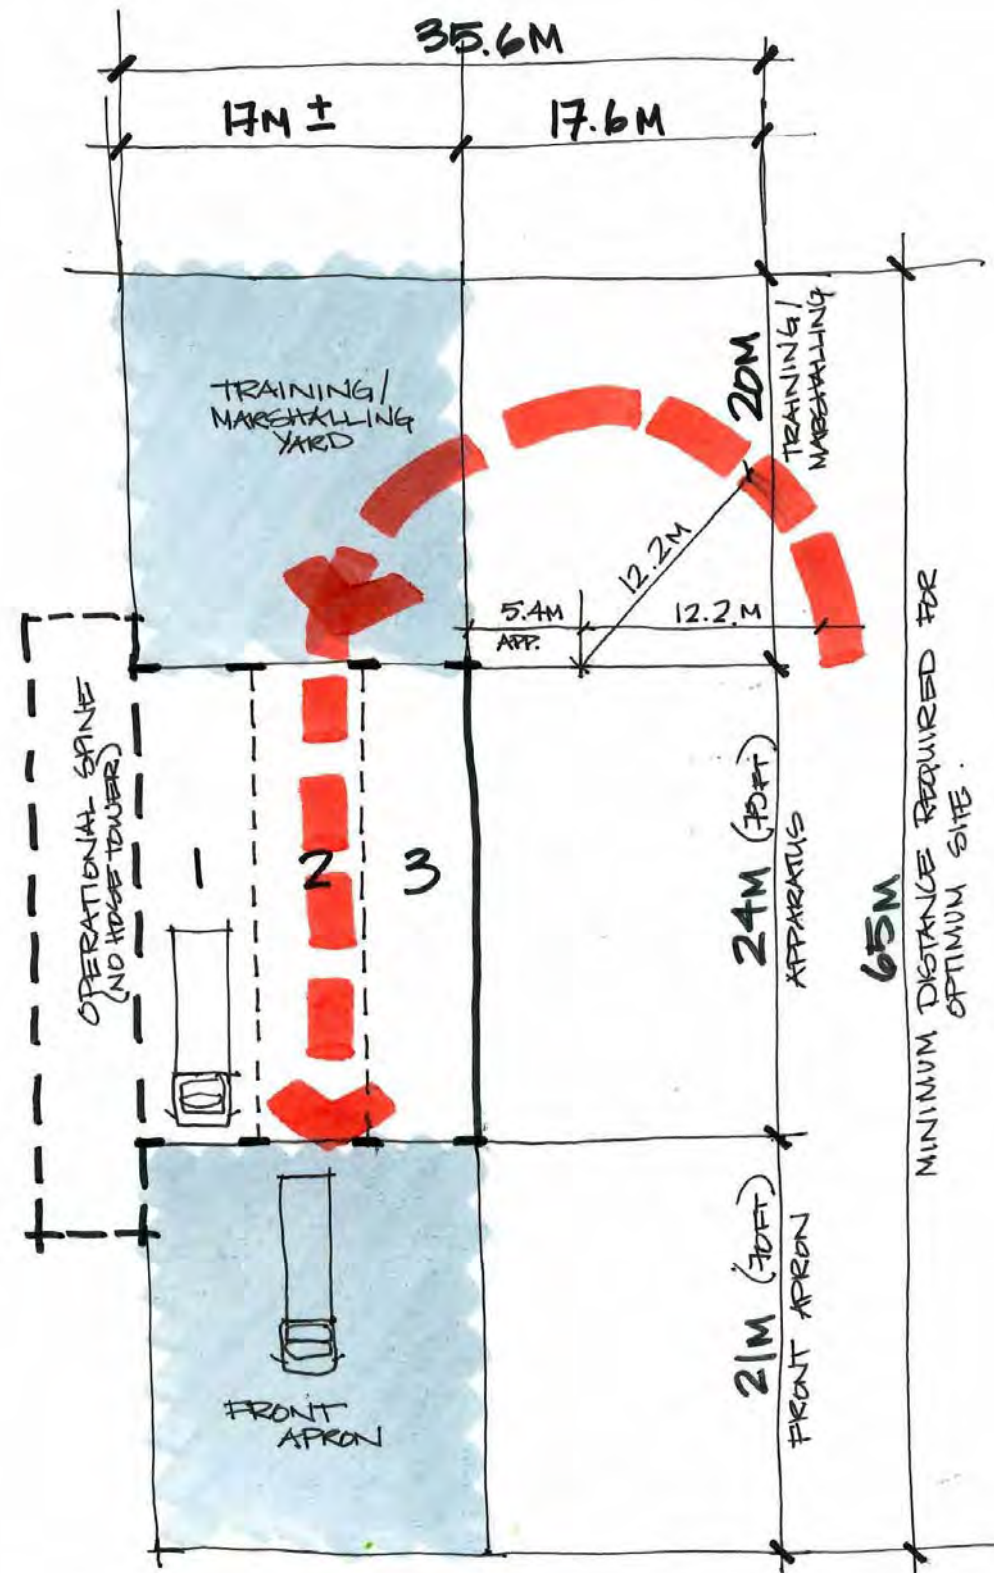 35.6M
17M ±
17.6M
TRAINING/
MARSHALLING
YARD
20M
TRAINING/
MARSHALLING
12.2M
5.4M
APP.
12.2.M
OPERATIONAL SPINE
(NO HOSE TOWER)
1
2
3
24M (75FT)
APPARATUS
65M
MINIMUM DISTANCE REQUIRED FOR
OPTIMUM SITE.
21M (70FT)
FRONT APRON
FRONT
APRON